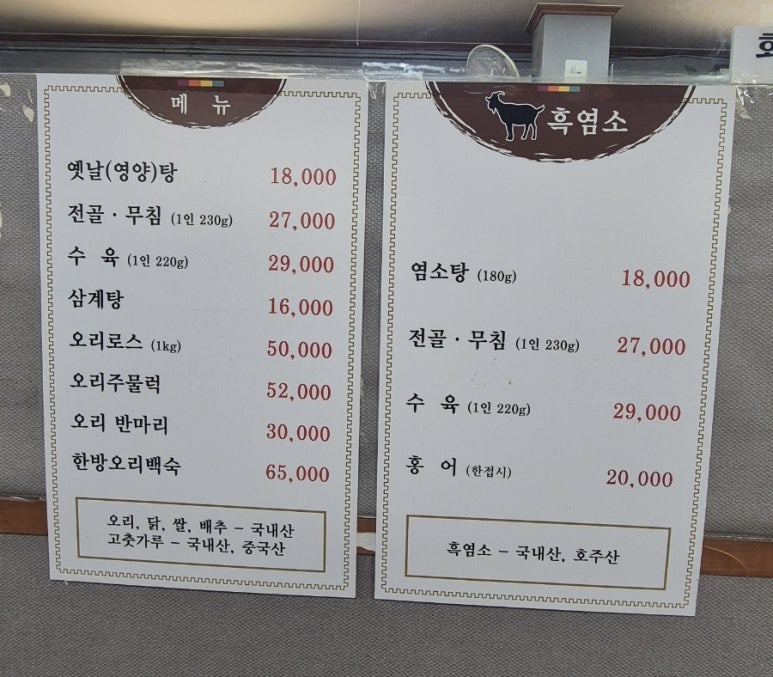 메 뉴
옛날(영양)탕 18,000
전골 · 무침 (1인 230g) 27,000
수 육 (1인 220g) 29,000
삼계탕 16,000
오리로스 (1kg) 50,000
오리주물럭 52,000
오리 반마리 30,000
한방오리백숙 65,000
오리, 닭, 쌀, 배추 - 국내산
고춧가루 - 국내산, 중국산
흑염소
염소탕 (180g) 18,000
전골 · 무침 (1인 230g) 27,000
수 육 (1인 220g) 29,000
홍 어 (한접시) 20,000
흑염소 - 국내산, 호주산